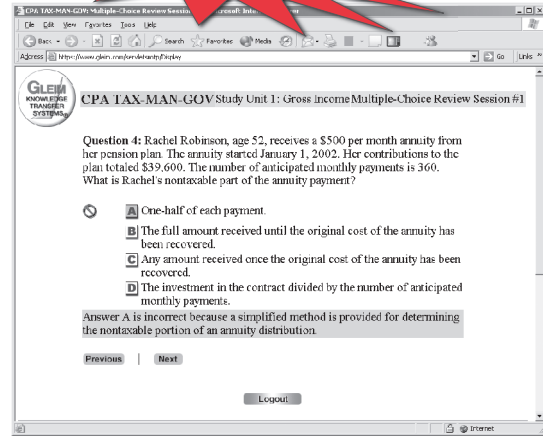 CPA TAX-MAN-GOV: Multiple-Choice Review Session
File Edit View Favorites Tools Help
Back Search Favorites Media
Address https://www.gleim.com/servlets/mtp/Display Go Links »
GLEIM
KNOWLEDGE
TRANSFER
SYSTEMS
CPA TAX-MAN-GOV Study Unit 1: Gross Income Multiple-Choice Review Session #1
Question 4: Rachel Robinson, age 52, receives a $500 per month annuity from
her pension plan. The annuity started January 1, 2002. Her contributions to the
plan totaled $39,600. The number of anticipated monthly payments is 360.
What is Rachel's nontaxable part of the annuity payment?
A One-half of each payment.
B The full amount received until the original cost of the annuity has
been recovered.
C Any amount received once the original cost of the annuity has been
recovered.
D The investment in the contract divided by the number of anticipated
monthly payments.
Answer A is incorrect because a simplified method is provided for determining
the nontaxable portion of an annuity distribution.
Previous | Next
Logout
Internet